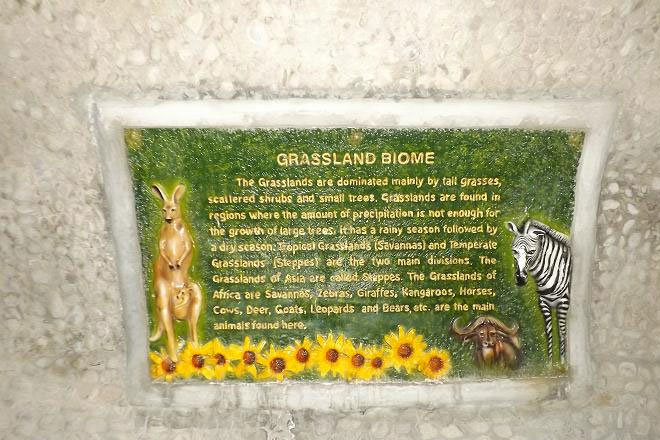 GRASSLAND BIOME
The Grasslands are dominated mainly by tall grasses,
scattered shrubs and small trees. Grasslands are found in
regions where the amount of precipitation is not enough for
the growth of large trees. It has a rainy season followed by
a dry season. Tropical Grasslands (Savannas) and Temperate
Grasslands (Steppes) are the two main divisions. The
Grasslands of Asia are called Steppes. The Grasslands of
Africa are Savannas, Zebras, Giraffes, Kangaroos, Horses,
Cows, Deer, Goats, Leopards and Bears, etc. are the main
animals found here.